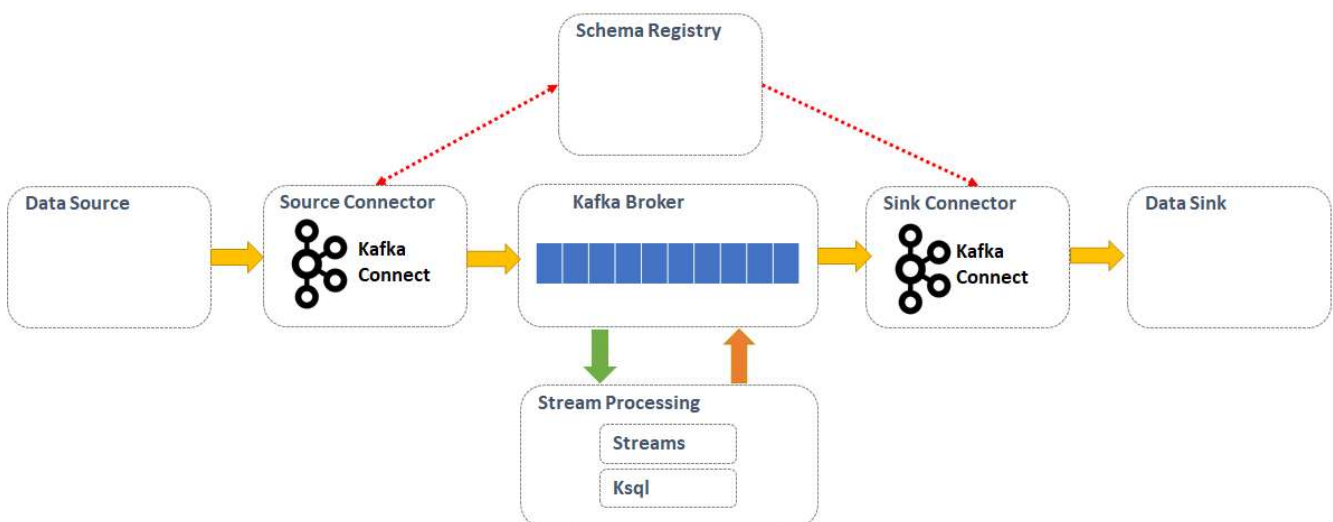 Schema Registry
Data Source
Source Connector
Kafka
Connect
Kafka Broker
Sink Connector
Kafka
Connect
Data Sink
Stream Processing
Streams
Ksql